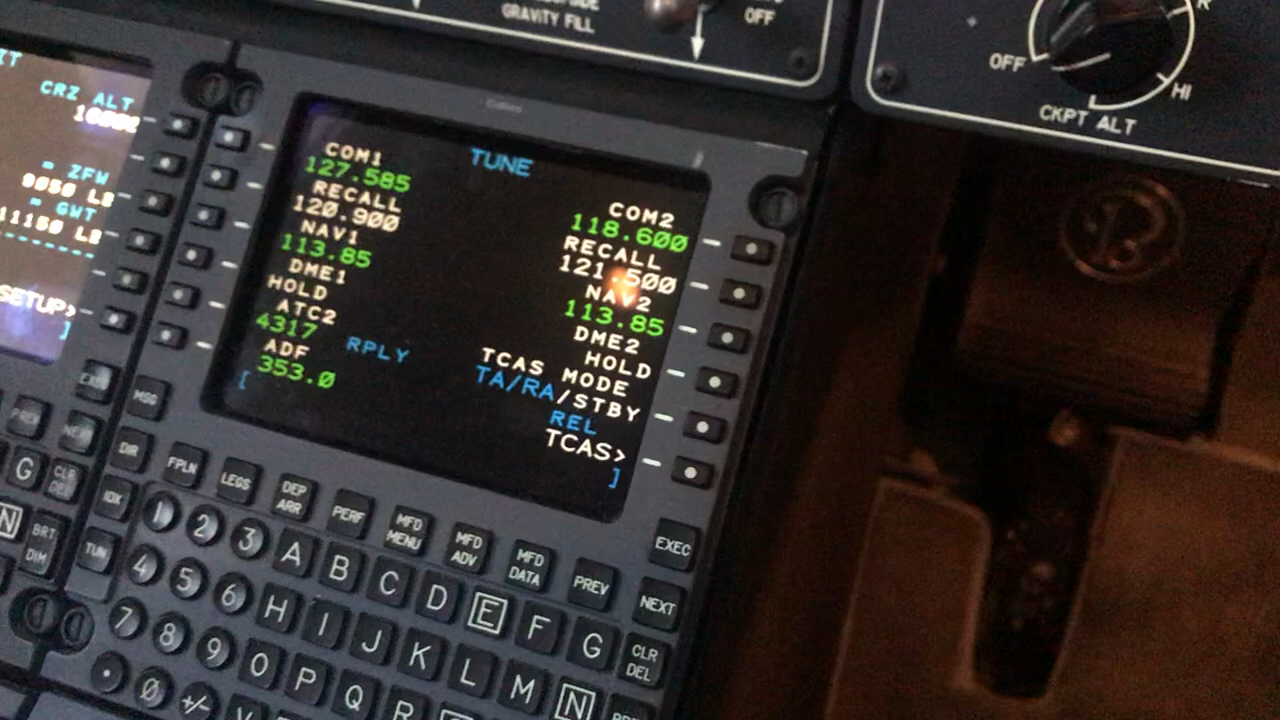 GRAVITY FILL
OFF
OFF
HI
CKPT ALT
CRZ ALT
= ZFW
9050 LB
= GWT
11150 LB
SETUP>
]
TUNE
COM1
127.585
RECALL
120.900
NAV1
113.85
DME1
HOLD
ATC2
4317 RPLY
ADF
353.0
[
COM2
118.600
RECALL
121.500
NAV2
113.85
DME2
HOLD
TCAS MODE
TA/RA/STBY
REL
TCAS>
]
MSG
EXEC
DIR FPLN LEGS DEP ARR PERF MFD MENU MFD ADV MFD DATA PREV EXEC
IDX 1 2 3 A B C D E F G NEXT
TUN 4 5 6 H I J K L M N CLR DEL
7 8 9 O P Q R
. 0 +/-
G CLR DEL
N BRT DIM
B